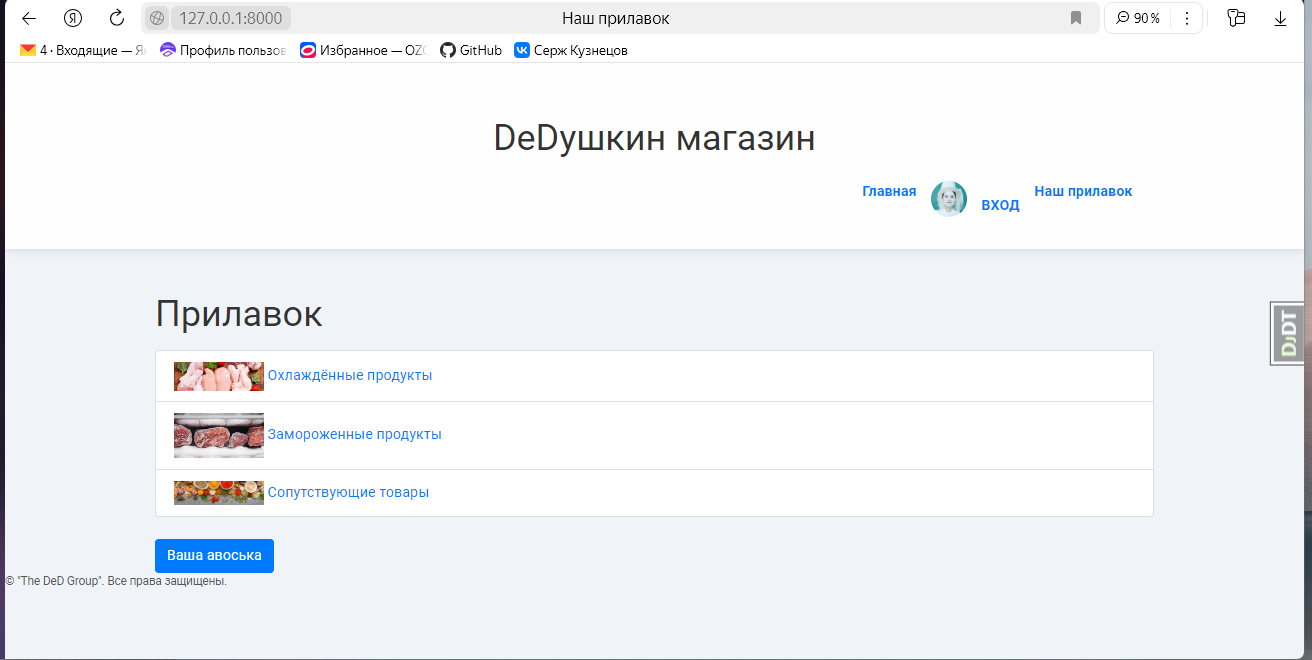 Я 127.0.0.1:8000 Наш прилавок 90 %
4 · Входящие — Я Профиль пользов Избранное — OZO GitHub Серж Кузнецов
DeDушкин магазин
Главная ВХОД Наш прилавок
Прилавок
DJDT
Охлаждённые продукты
Замороженные продукты
Сопутствующие товары
Ваша авоська
© "The DeD Group". Все права защищены.